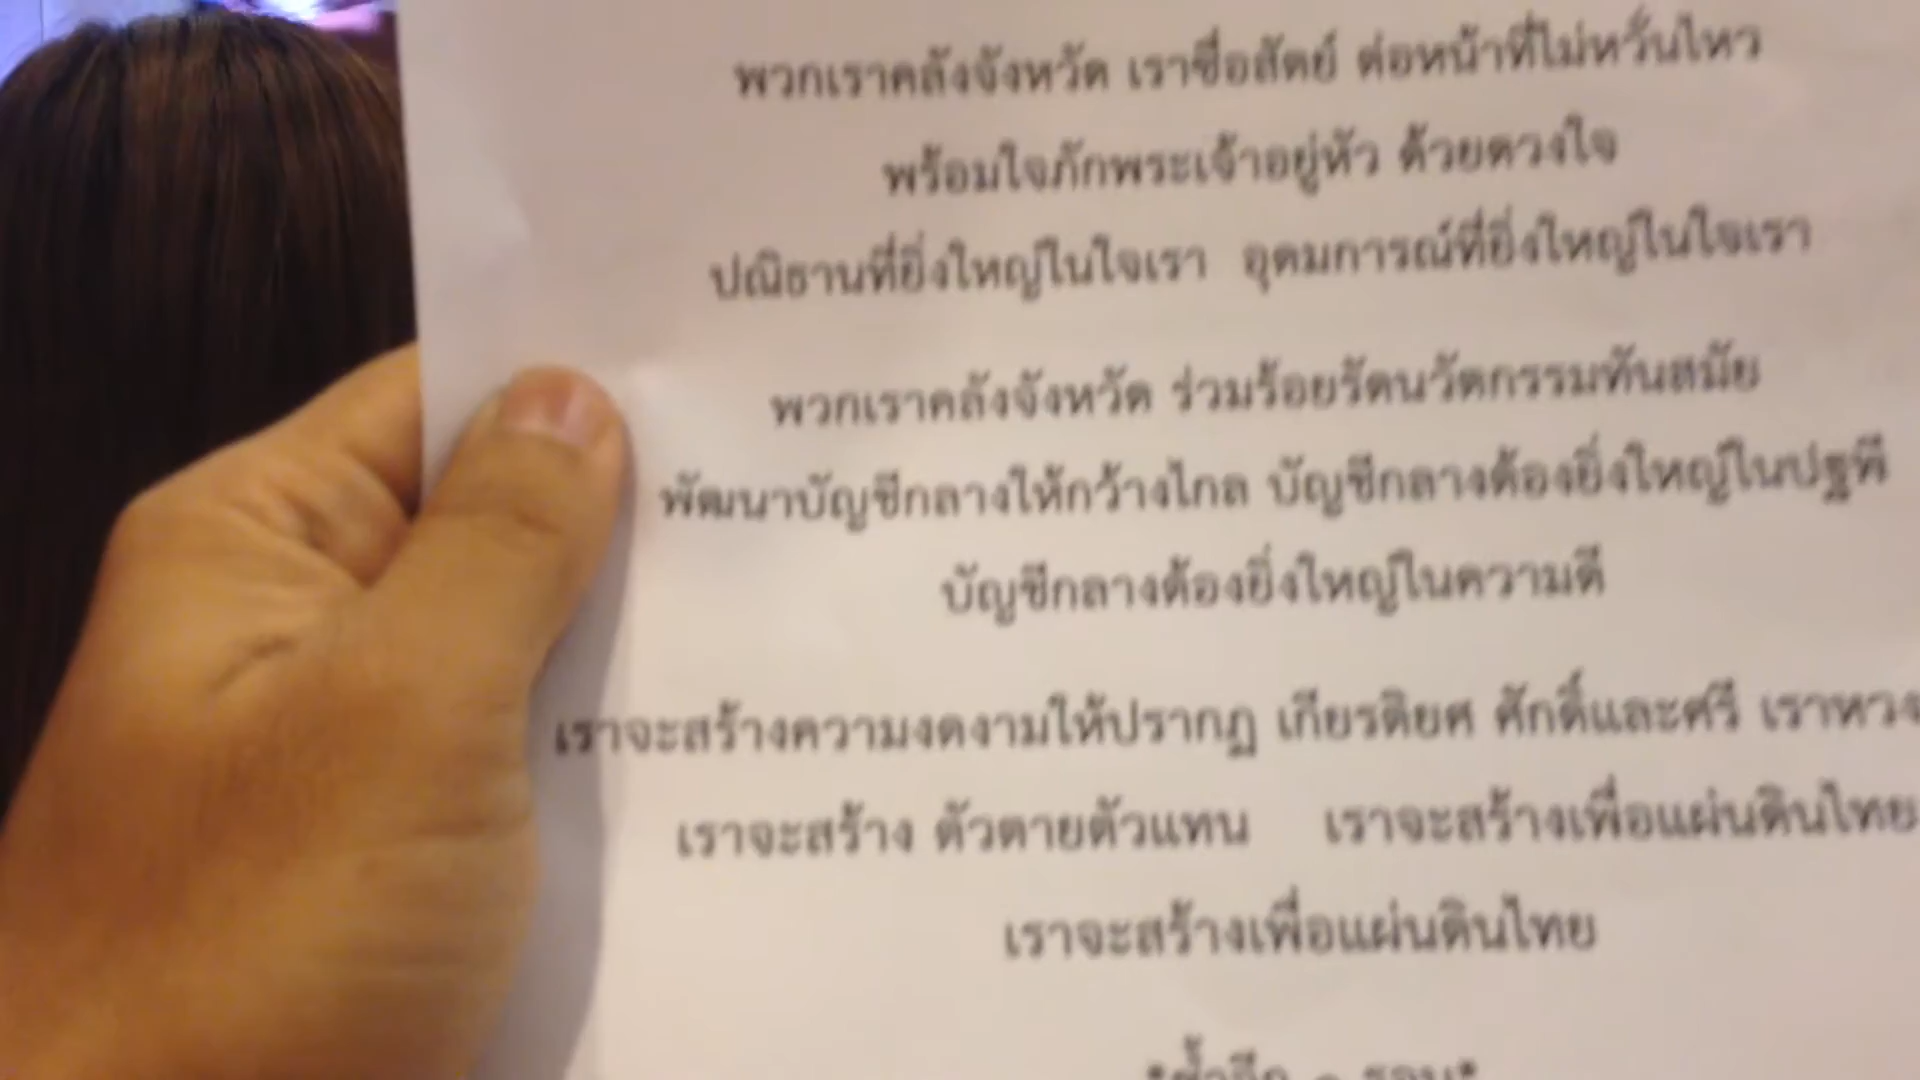 พวกเราคลังจังหวัด เราซื่อสัตย์ ต่อหน้าที่ไม่หวั่นไหว
พร้อมใจภักพระเจ้าอยู่หัว ด้วยดวงใจ
ปณิธานที่ยิ่งใหญ่ในใจเรา อุดมการณ์ที่ยิ่งใหญ่ในใจเรา
พวกเราคลังจังหวัด ร่วมร้อยรัดนวัตกรรมทันสมัย
พัฒนาบัญชีกลางให้กว้างไกล บัญชีกลางต้องยิ่งใหญ่ในปฐพี
บัญชีกลางต้องยิ่งใหญ่ในความดี
เราจะสร้างความงดงามให้ปรากฏ เกียรติยศ ศักดิ์และศรี เราหวง
เราจะสร้าง ตัวตายตัวแทน เราจะสร้างเพื่อแผ่นดินไทย
เราจะสร้างเพื่อแผ่นดินไทย